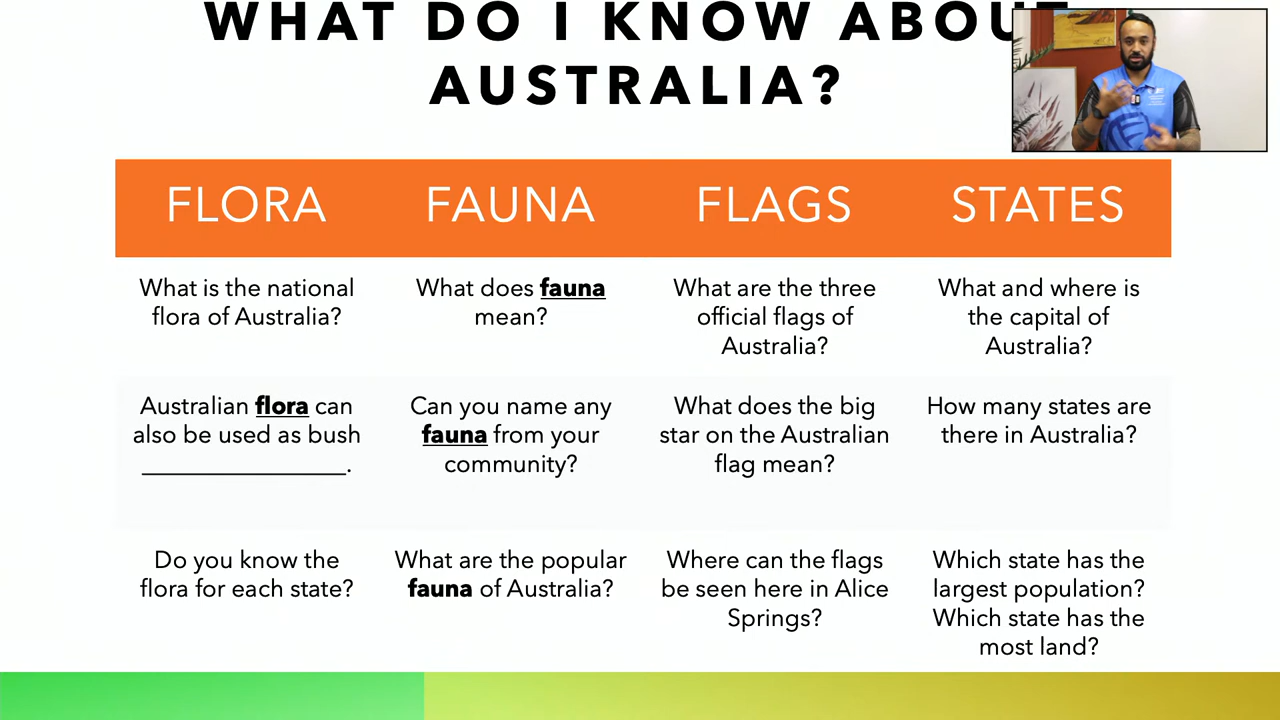 WHAT DO I KNOW ABOUT
AUSTRALIA?
FLORA
FAUNA
FLAGS
STATES
What is the national
flora of Australia?
What does fauna
mean?
What are the three
official flags of
Australia?
What and where is
the capital of
Australia?
Australian flora can
also be used as bush
_________________.
Can you name any
fauna from your
community?
What does the big
star on the Australian
flag mean?
How many states are
there in Australia?
Do you know the
flora for each state?
What are the popular
fauna of Australia?
Where can the flags
be seen here in Alice
Springs?
Which state has the
largest population?
Which state has the
most land?